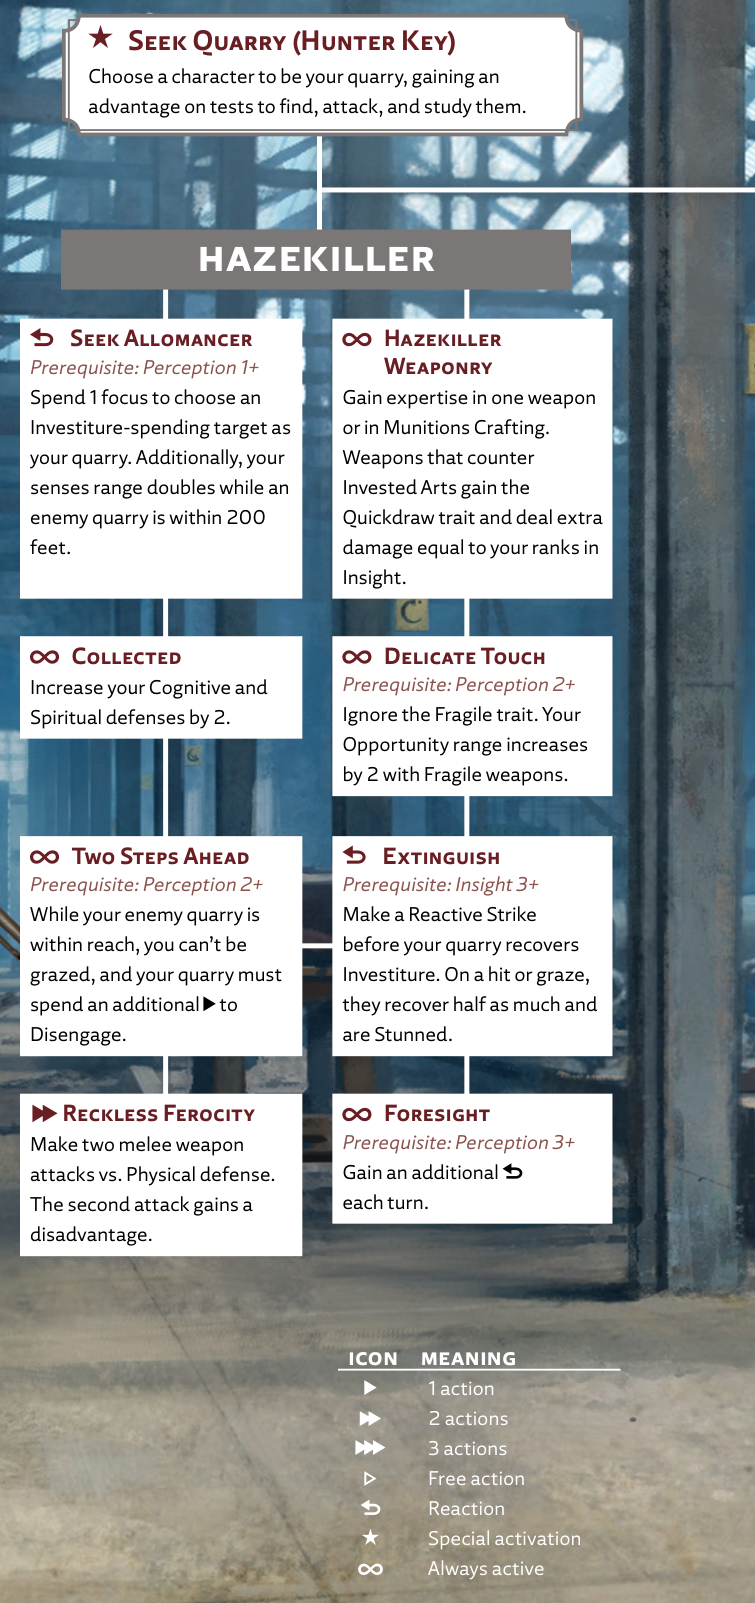 ★ Seek Quarry (Hunter Key)
Choose a character to be your quarry, gaining an
advantage on tests to find, attack, and study them.
HAZEKILLER
Seek Allomancer
Prerequisite: Perception 1+
Spend 1 focus to choose an
Investiture-spending target as
your quarry. Additionally, your
senses range doubles while an
enemy quarry is within 200
feet.
∞ Hazekiller
Weaponry
Gain expertise in one weapon
or in Munitions Crafting.
Weapons that counter
Invested Arts gain the
Quickdraw trait and deal extra
damage equal to your ranks in
Insight.
∞ Collected
Increase your Cognitive and
Spiritual defenses by 2.
∞ Delicate Touch
Prerequisite: Perception 2+
Ignore the Fragile trait. Your
Opportunity range increases
by 2 with Fragile weapons.
∞ Two Steps Ahead
Prerequisite: Perception 2+
While your enemy quarry is
within reach, you can’t be
grazed, and your quarry must
spend an additional ▶ to
Disengage.
Extinguish
Prerequisite: Insight 3+
Make a Reactive Strike
before your quarry recovers
Investiture. On a hit or graze,
they recover half as much and
are Stunned.
▶▶ Reckless Ferocity
Make two melee weapon
attacks vs. Physical defense.
The second attack gains a
disadvantage.
∞ Foresight
Prerequisite: Perception 3+
Gain an additional ⮌
each turn.
ICON MEANING
▶ 1 action
▶▶ 2 actions
▶▶▶ 3 actions
▷ Free action
⮌ Reaction
★ Special activation
∞ Always active